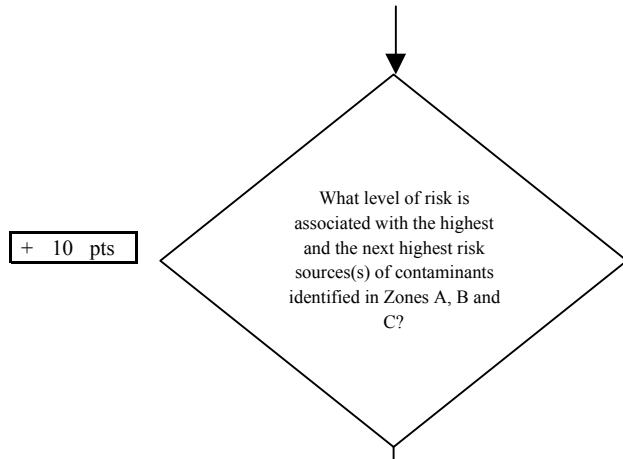 What level of risk is
associated with the highest
and the next highest risk
sources(s) of contaminants
identified in Zones A, B and
C?
+ 10 pts